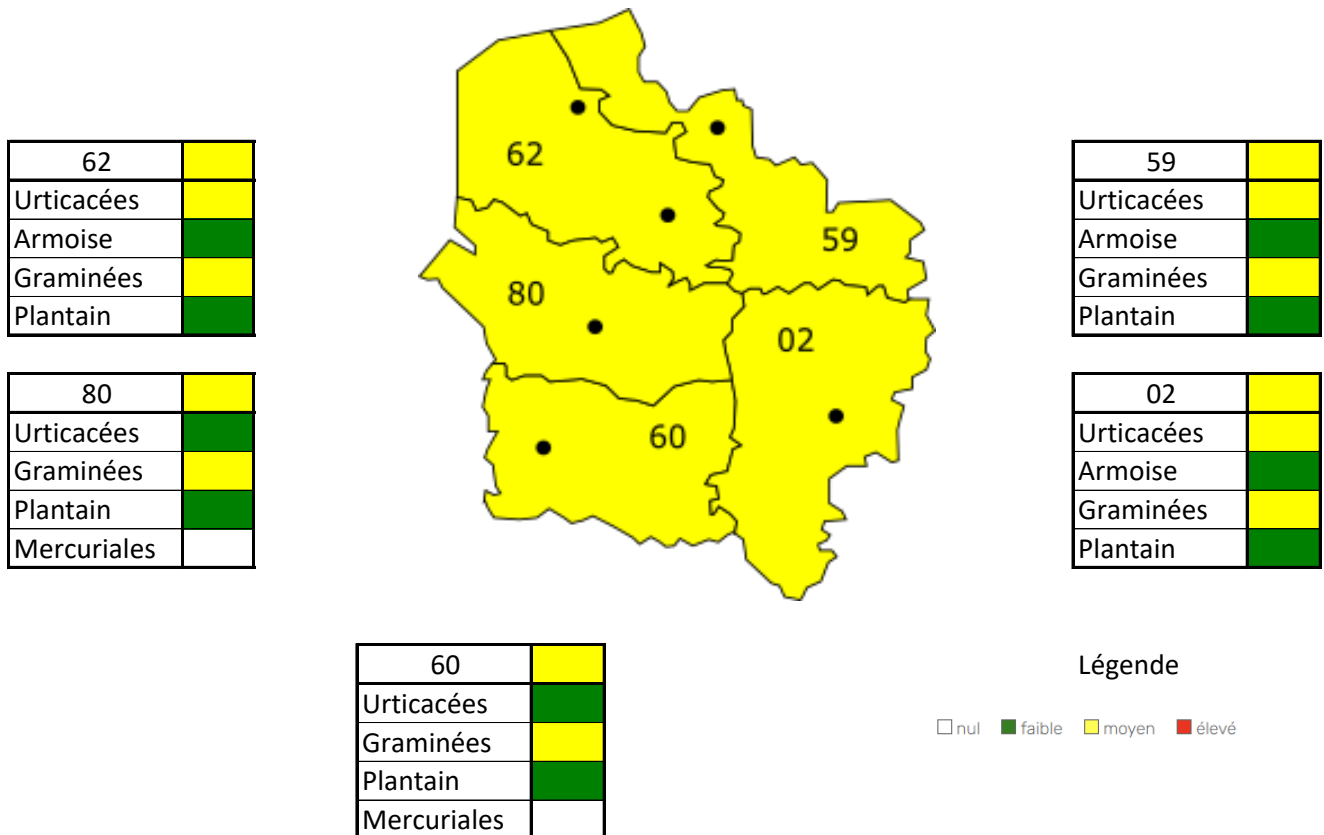 62
Urticacées
Armoise
Graminées
Plantain
80
Urticacées
Graminées
Plantain
Mercuriales
62
59
80
02
60
59
Urticacées
Armoise
Graminées
Plantain
02
Urticacées
Armoise
Graminées
Plantain
60
Urticacées
Graminées
Plantain
Mercuriales
Légende
nul faible moyen élevé